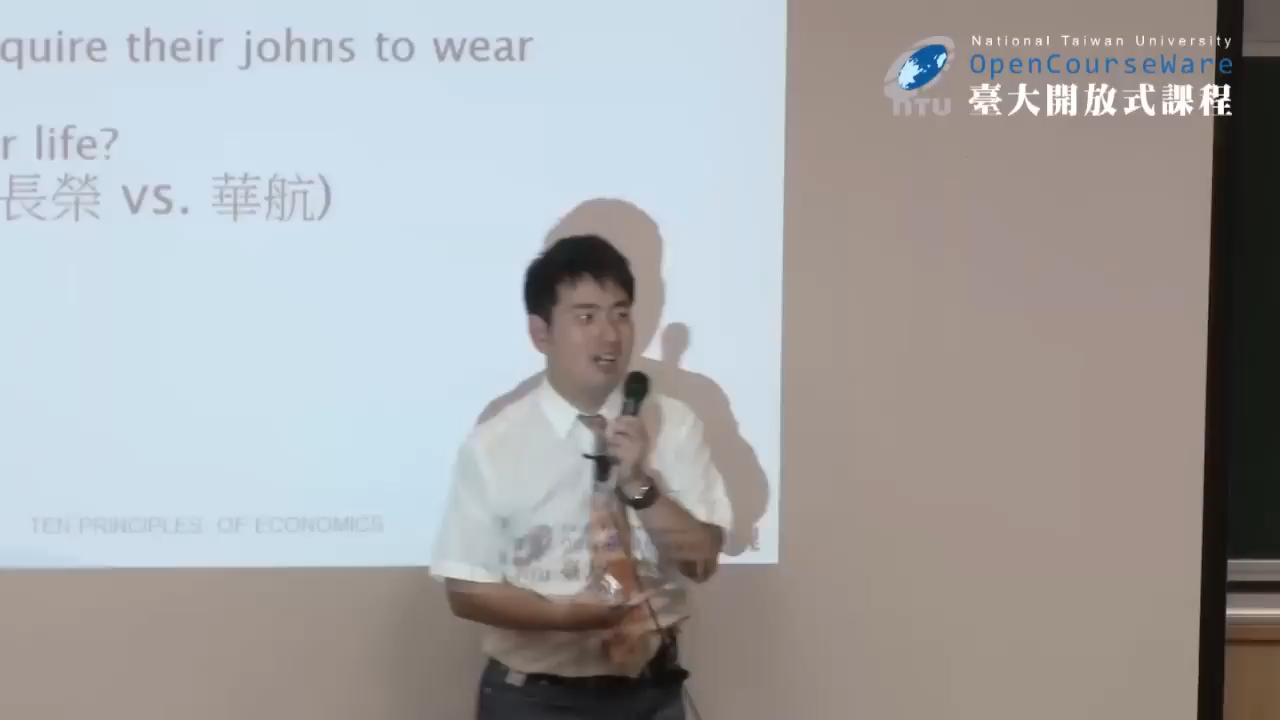 quire their johns to wear
r life?
長榮 vs. 華航)
TEN PRINCIPLES OF ECONOMICS
National Taiwan University
OpenCourseWare
NTU
臺大開放式課程